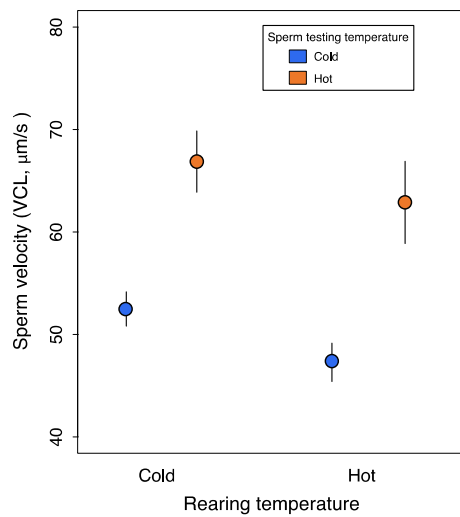 80
70
60
50
40
Sperm velocity (VCL, μm/s)
Sperm testing temperature
Cold
Hot
Cold Hot
Rearing temperature